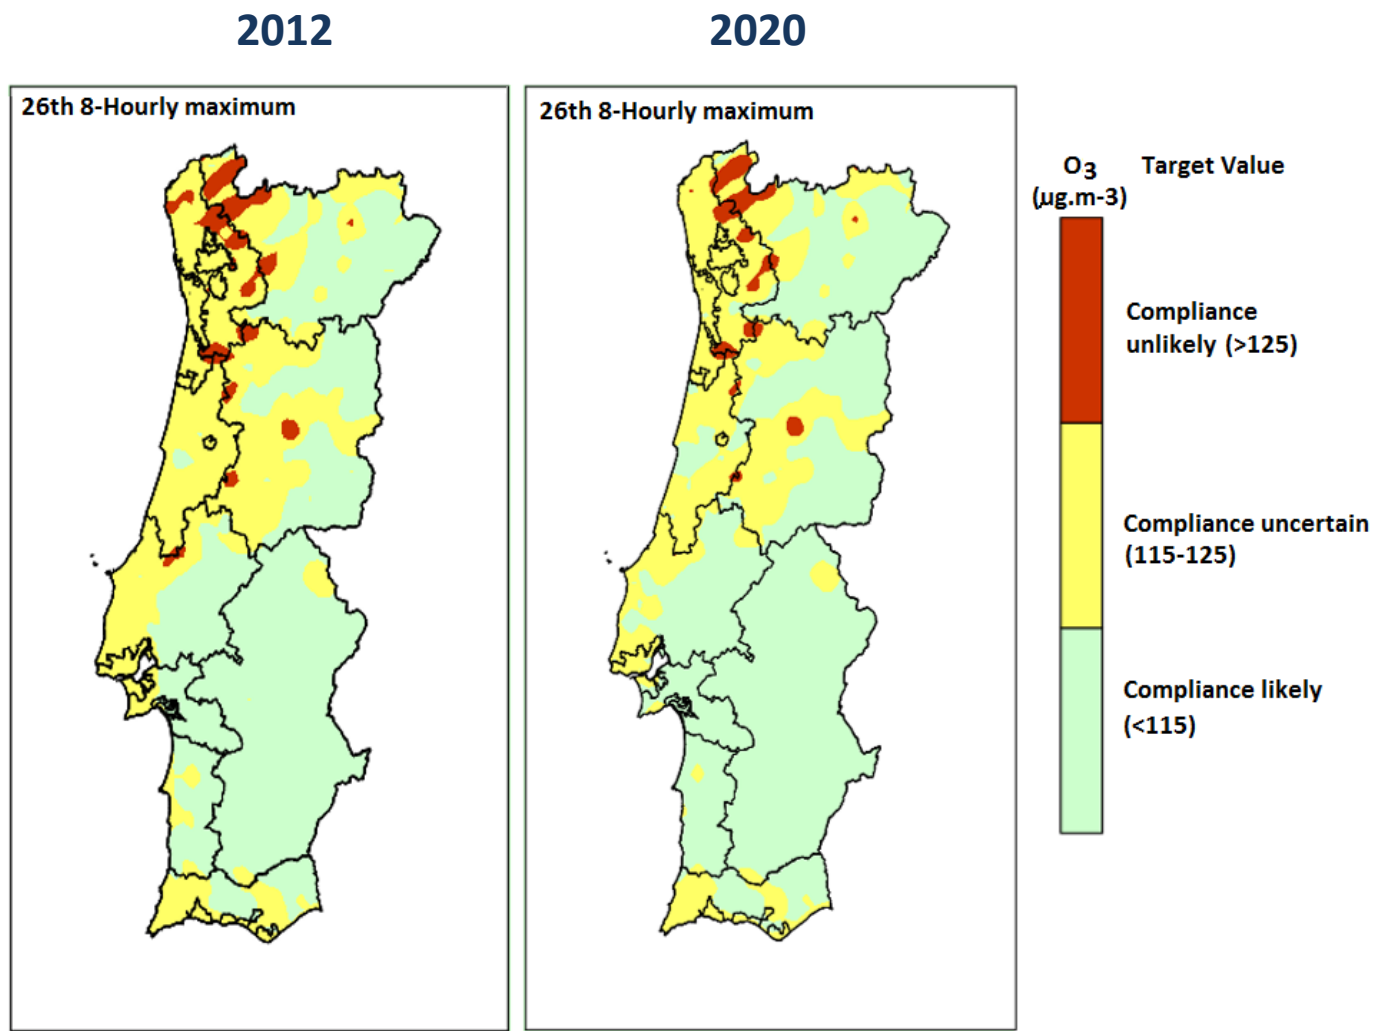 2012
2020
26th 8-Hourly maximum
26th 8-Hourly maximum
O3
(µg.m-3)
Target Value
Compliance
unlikely (>125)
Compliance uncertain
(115-125)
Compliance likely
(<115)